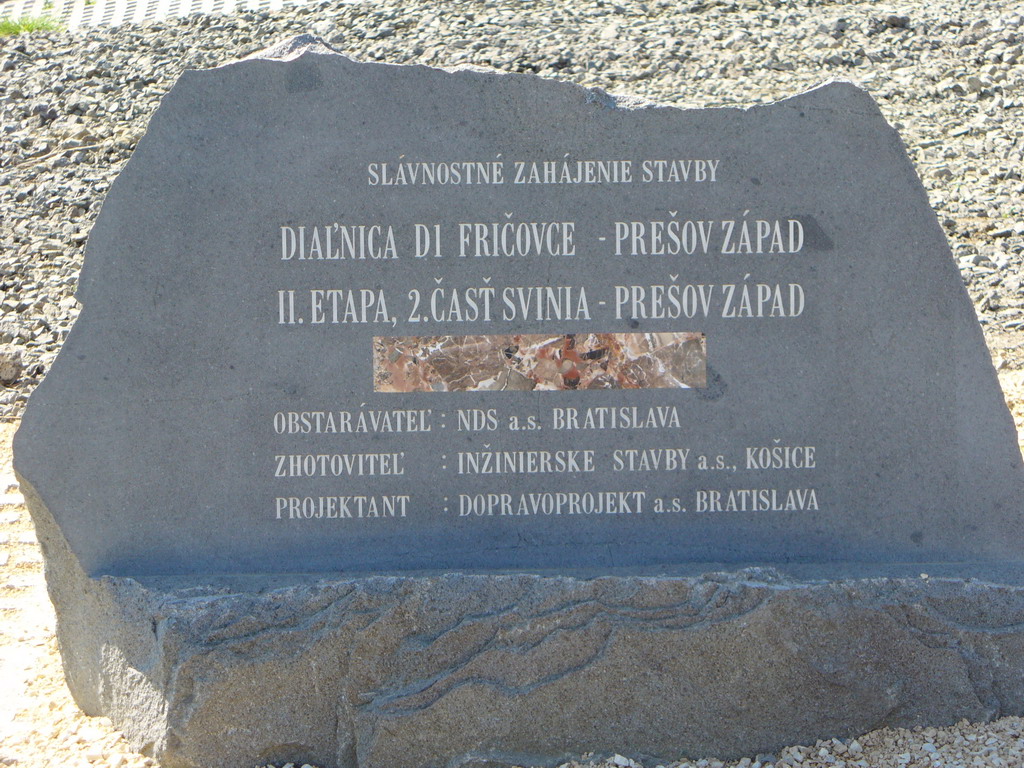 SLÁVNOSTNÉ ZAHÁJENIE STAVBY
DIAĽNICA D1 FRIČOVCE - PREŠOV ZÁPAD
II. ETAPA, 2.ČASŤ SVINIA - PREŠOV ZÁPAD
OBSTARÁVATEĽ : NDS a.s. BRATISLAVA
ZHOTOVITEĽ : INŽINIERSKE STAVBY a.s., KOŠICE
PROJEKTANT : DOPRAVOPROJEKT a.s. BRATISLAVA